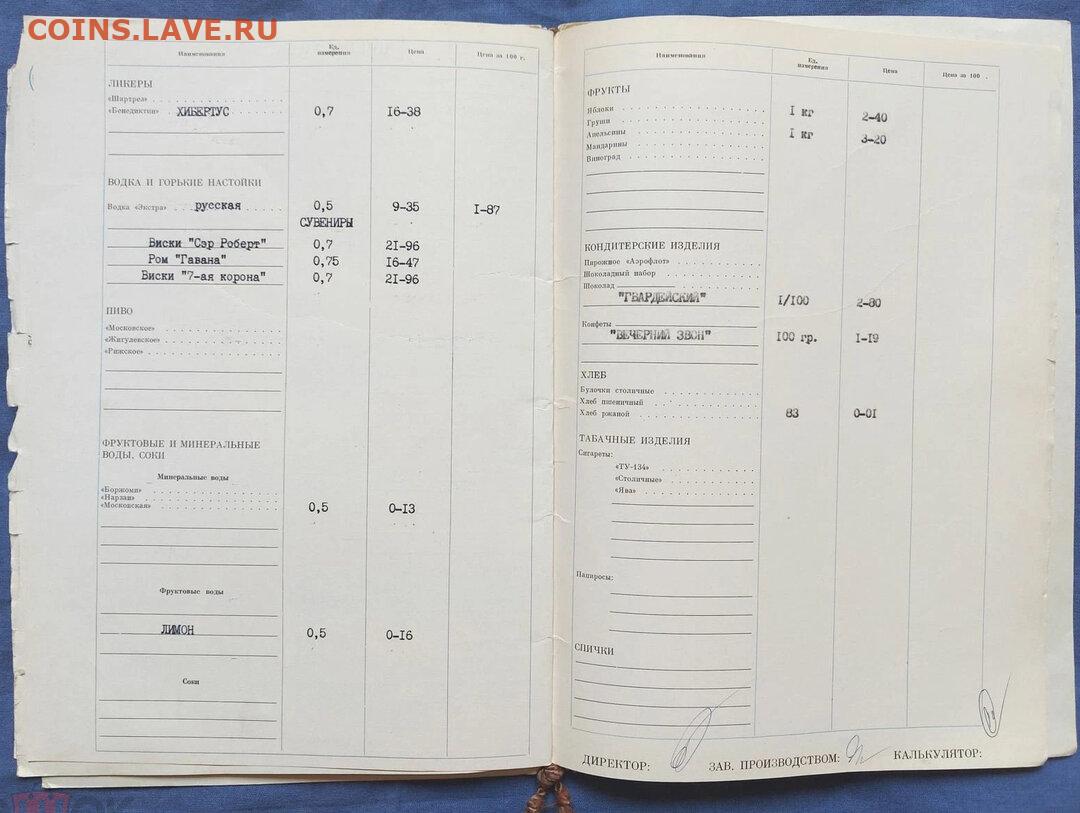 COINS.LAVE.RU
Наименования Ед. измерения Цена Цена за 100 г.
ЛИКЕРЫ
«Шартрез»
«Бенедиктин» ХИБЕРТУС 0,7 16-38
ВОДКА И ГОРЬКИЕ НАСТОЙКИ
Водка «Экстра» русская 0,5 9-35 1-87
СУВЕНИРЫ
Виски "Сэр Роберт" 0,7 21-96
Ром "Гавана" 0,75 16-47
Виски "7-ая корона" 0,7 21-96
ПИВО
«Московское»
«Жигулевское»
«Рижское»
ФРУКТОВЫЕ И МИНЕРАЛЬНЫЕ
ВОДЫ, СОКИ
Минеральные воды
«Боржоми»
«Нарзан»
«Московская» 0,5 0-13
Фруктовые воды
ЛИМОН 0,5 0-16
Соки
Наименования Ед. измерения Цена Цена за 100 .
ФРУКТЫ
Яблоки 1 кг 2-40
Груши
Апельсины 1 кг 3-20
Мандарины
Виноград
КОНДИТЕРСКИЕ ИЗДЕЛИЯ
Пирожное «Аэрофлот»
Шоколадный набор
Шоколад
"ГВАРДЕЙСКИЙ" 1/100 2-80
Конфеты
"ВЕЧЕРНИЙ ЗВОН" 100 гр. 1-19
ХЛЕБ
Булочки столичные
Хлеб пшеничный
Хлеб ржаной 83 0-01
ТАБАЧНЫЕ ИЗДЕЛИЯ
Сигареты:
«ТУ-134»
«Столичные»
«Ява»
Папиросы:
СПИЧКИ
ДИРЕКТОР: ЗАВ. ПРОИЗВОДСТВОМ: КАЛЬКУЛЯТОР: